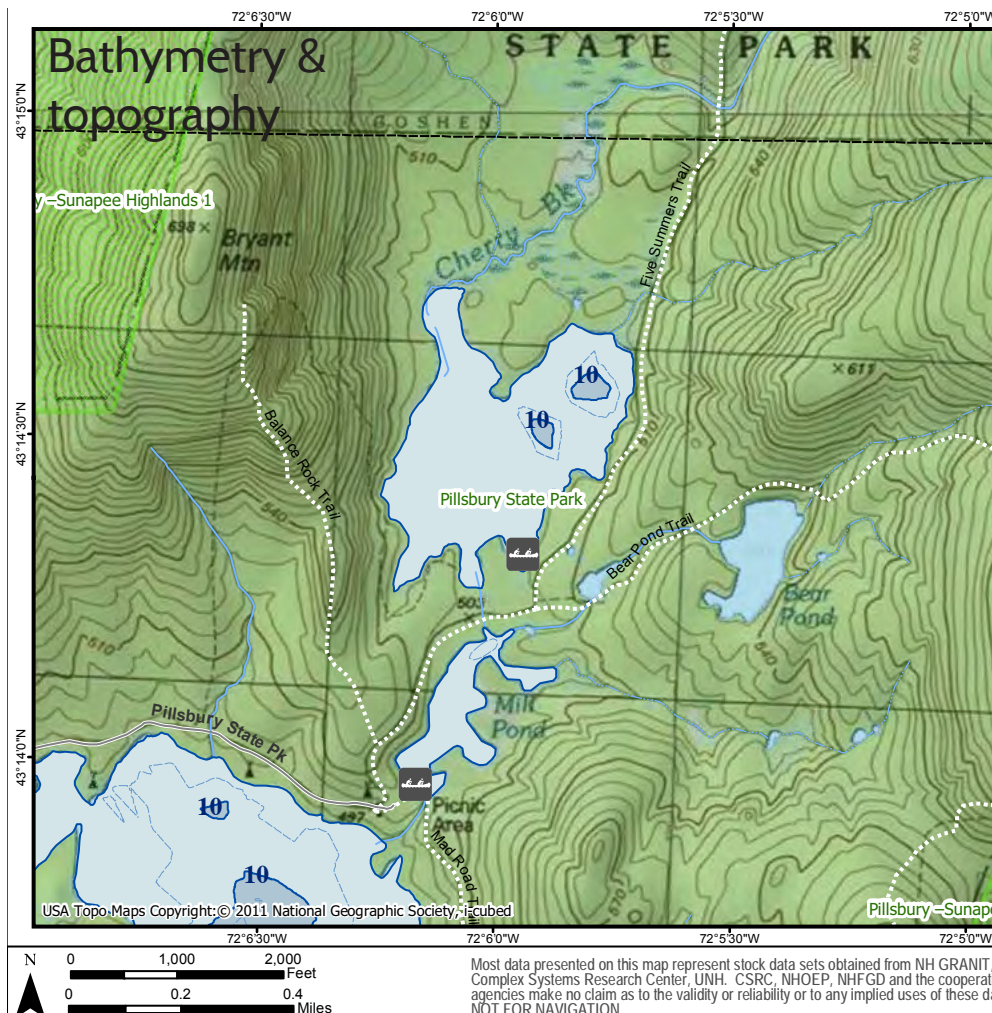 72°6'30"W
72°6'0"W
72°5'30"W
72°5'0"W
Bathymetry &
topography
STATE PARK
630
43°15'0"N
GOSHEN
510
540
y –Sunapee Highlands 1
698
Bryant
Mtn
Cherry Bk
Five Summers Trail
611
10
10
43°14'30"N
Balance Rock Trail
Pillsbury State Park
540
Bear Pond Trail
Bear
Pond
503
510
540
Mill
Pond
Pillsbury State Pk
43°14'0"N
10
497
Picnic
Area
Mad Road Trail
10
570
USA Topo Maps Copyright:© 2011 National Geographic Society, i-cubed
Pillsbury –Sunape
72°6'30"W
72°6'0"W
72°5'30"W
72°5'0"W
N
0 1,000 2,000
Feet
0 0.2 0.4
Miles
Most data presented on this map represent stock data sets obtained from NH GRANIT,
Complex Systems Research Center, UNH. CSRC, NHOEP, NHFGD and the cooperat
agencies make no claim as to the validity or reliability or to any implied uses of these da
NOT FOR NAVIGATION